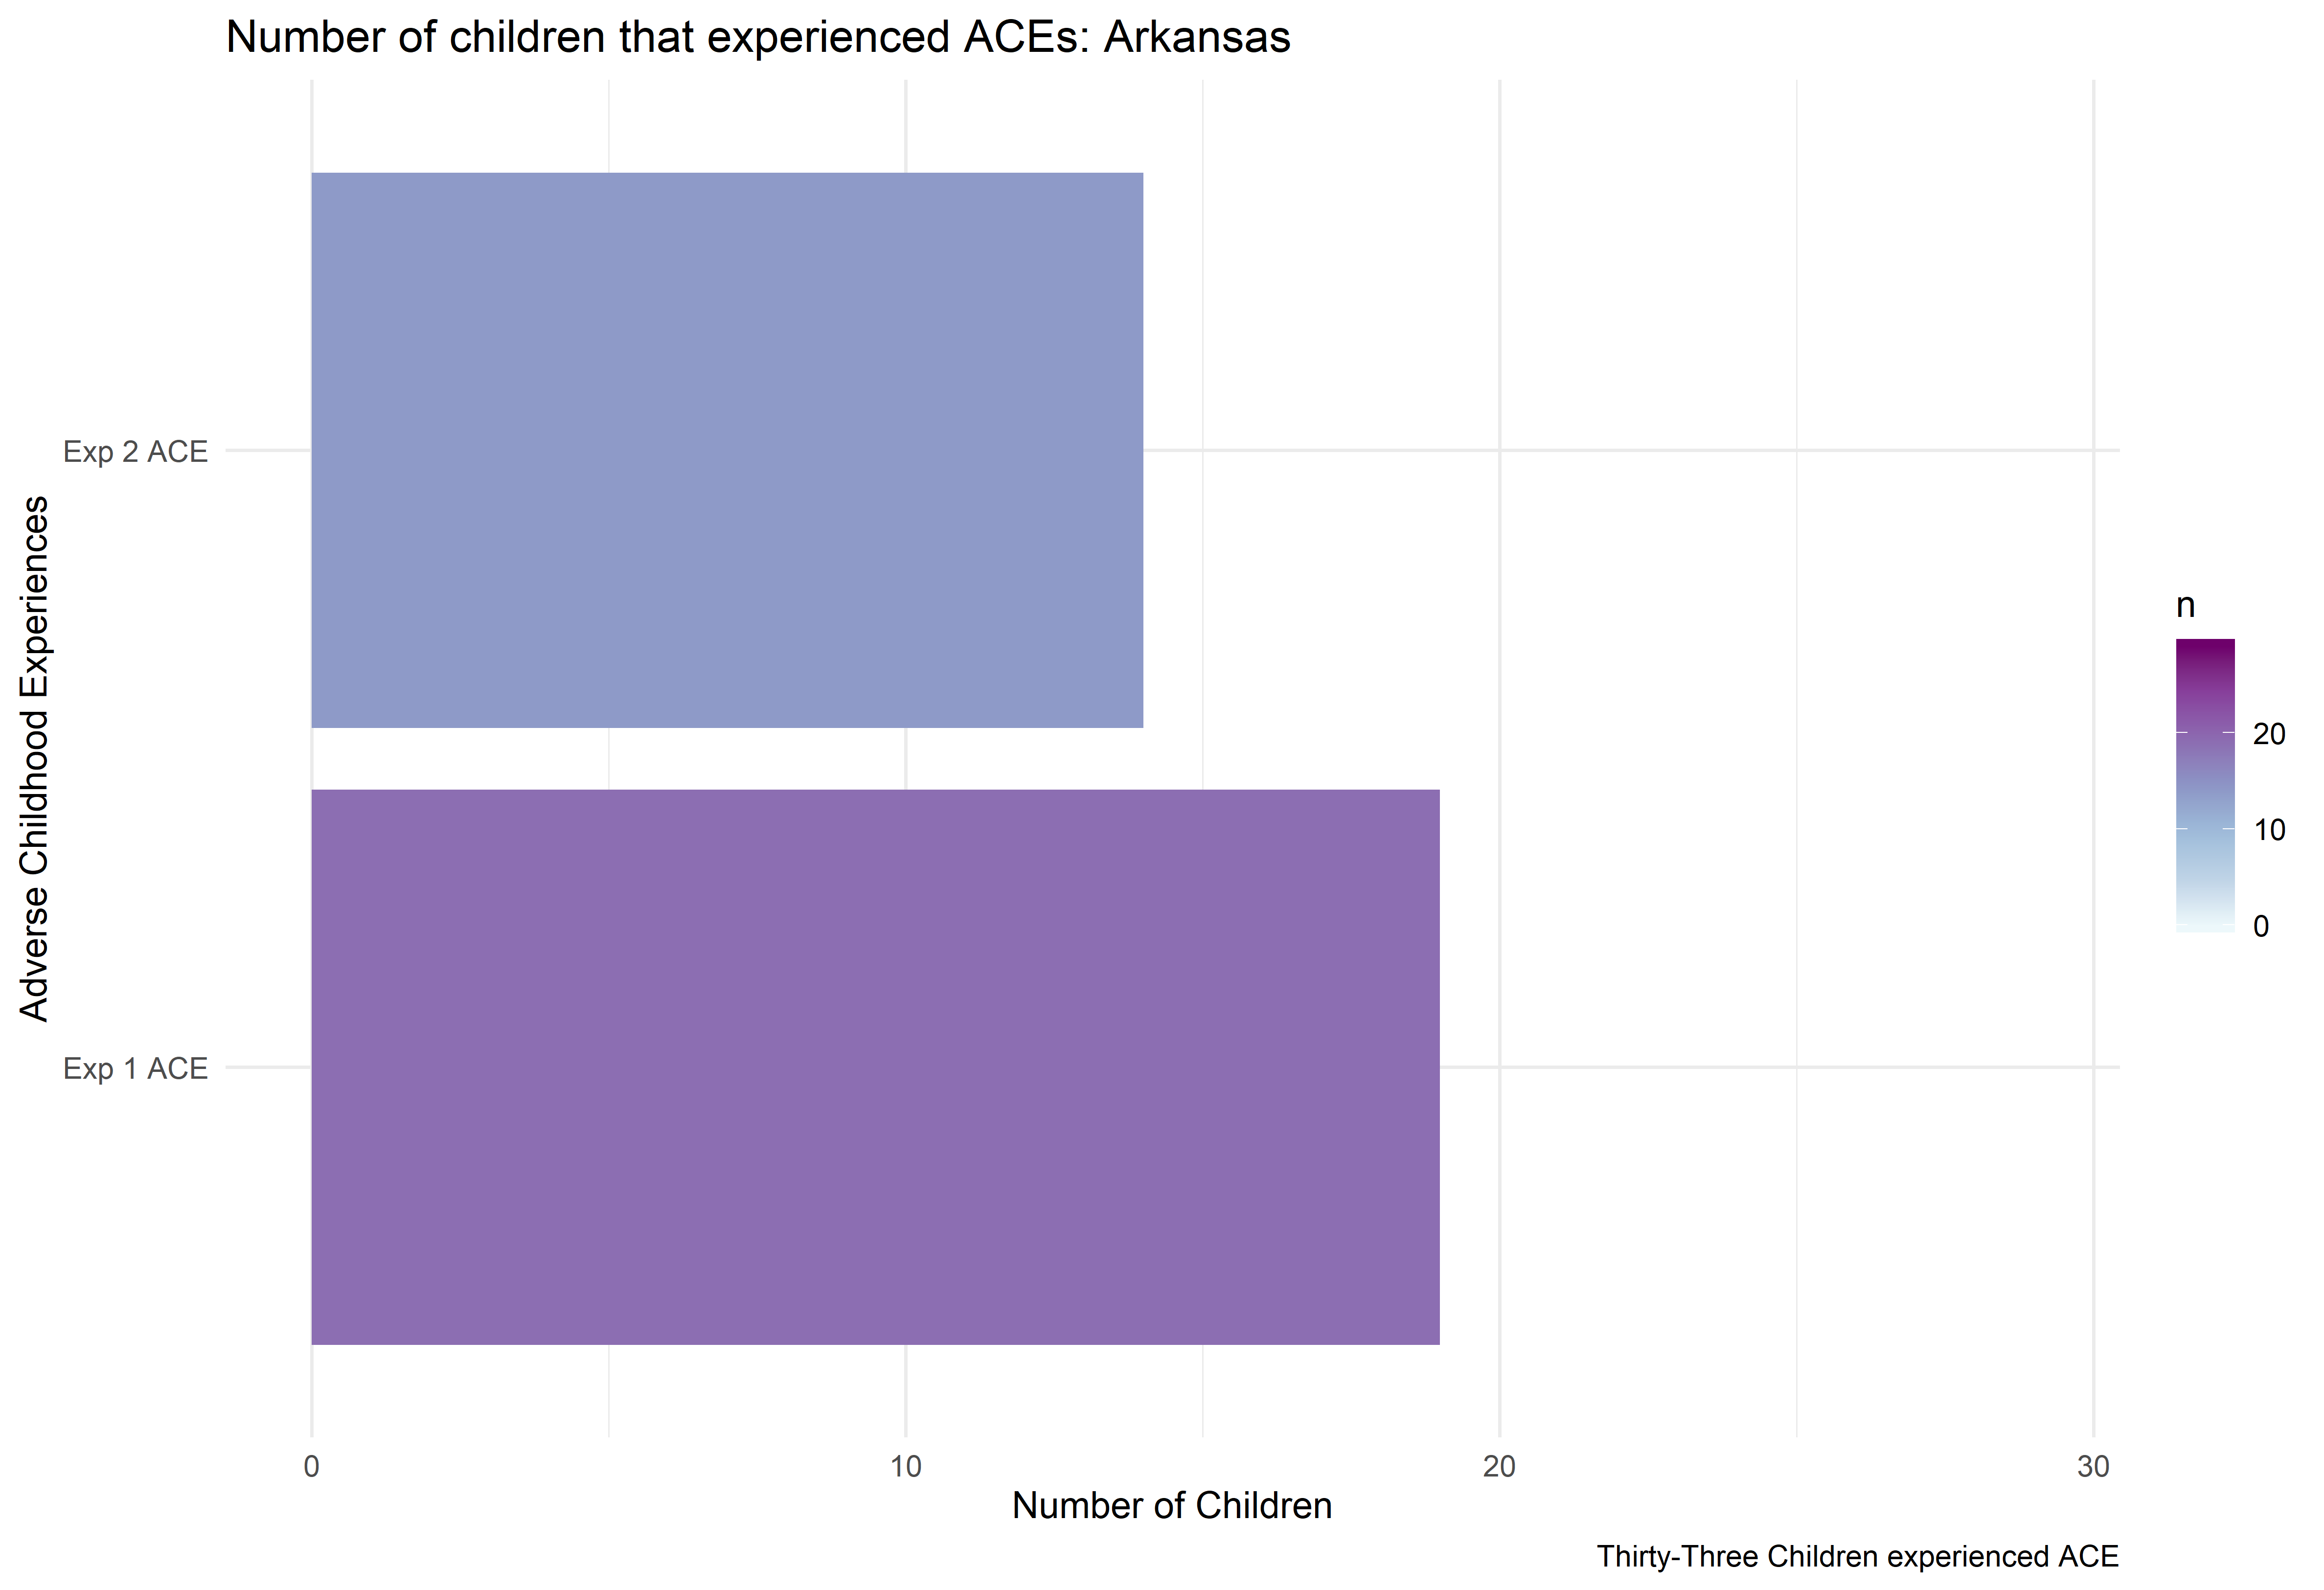 Number of children that experienced ACEs: Arkansas
Adverse Childhood Experiences
Exp 2 ACE
Exp 1 ACE
0
10
20
30
Number of Children
n
20
10
0
Thirty-Three Children experienced ACE